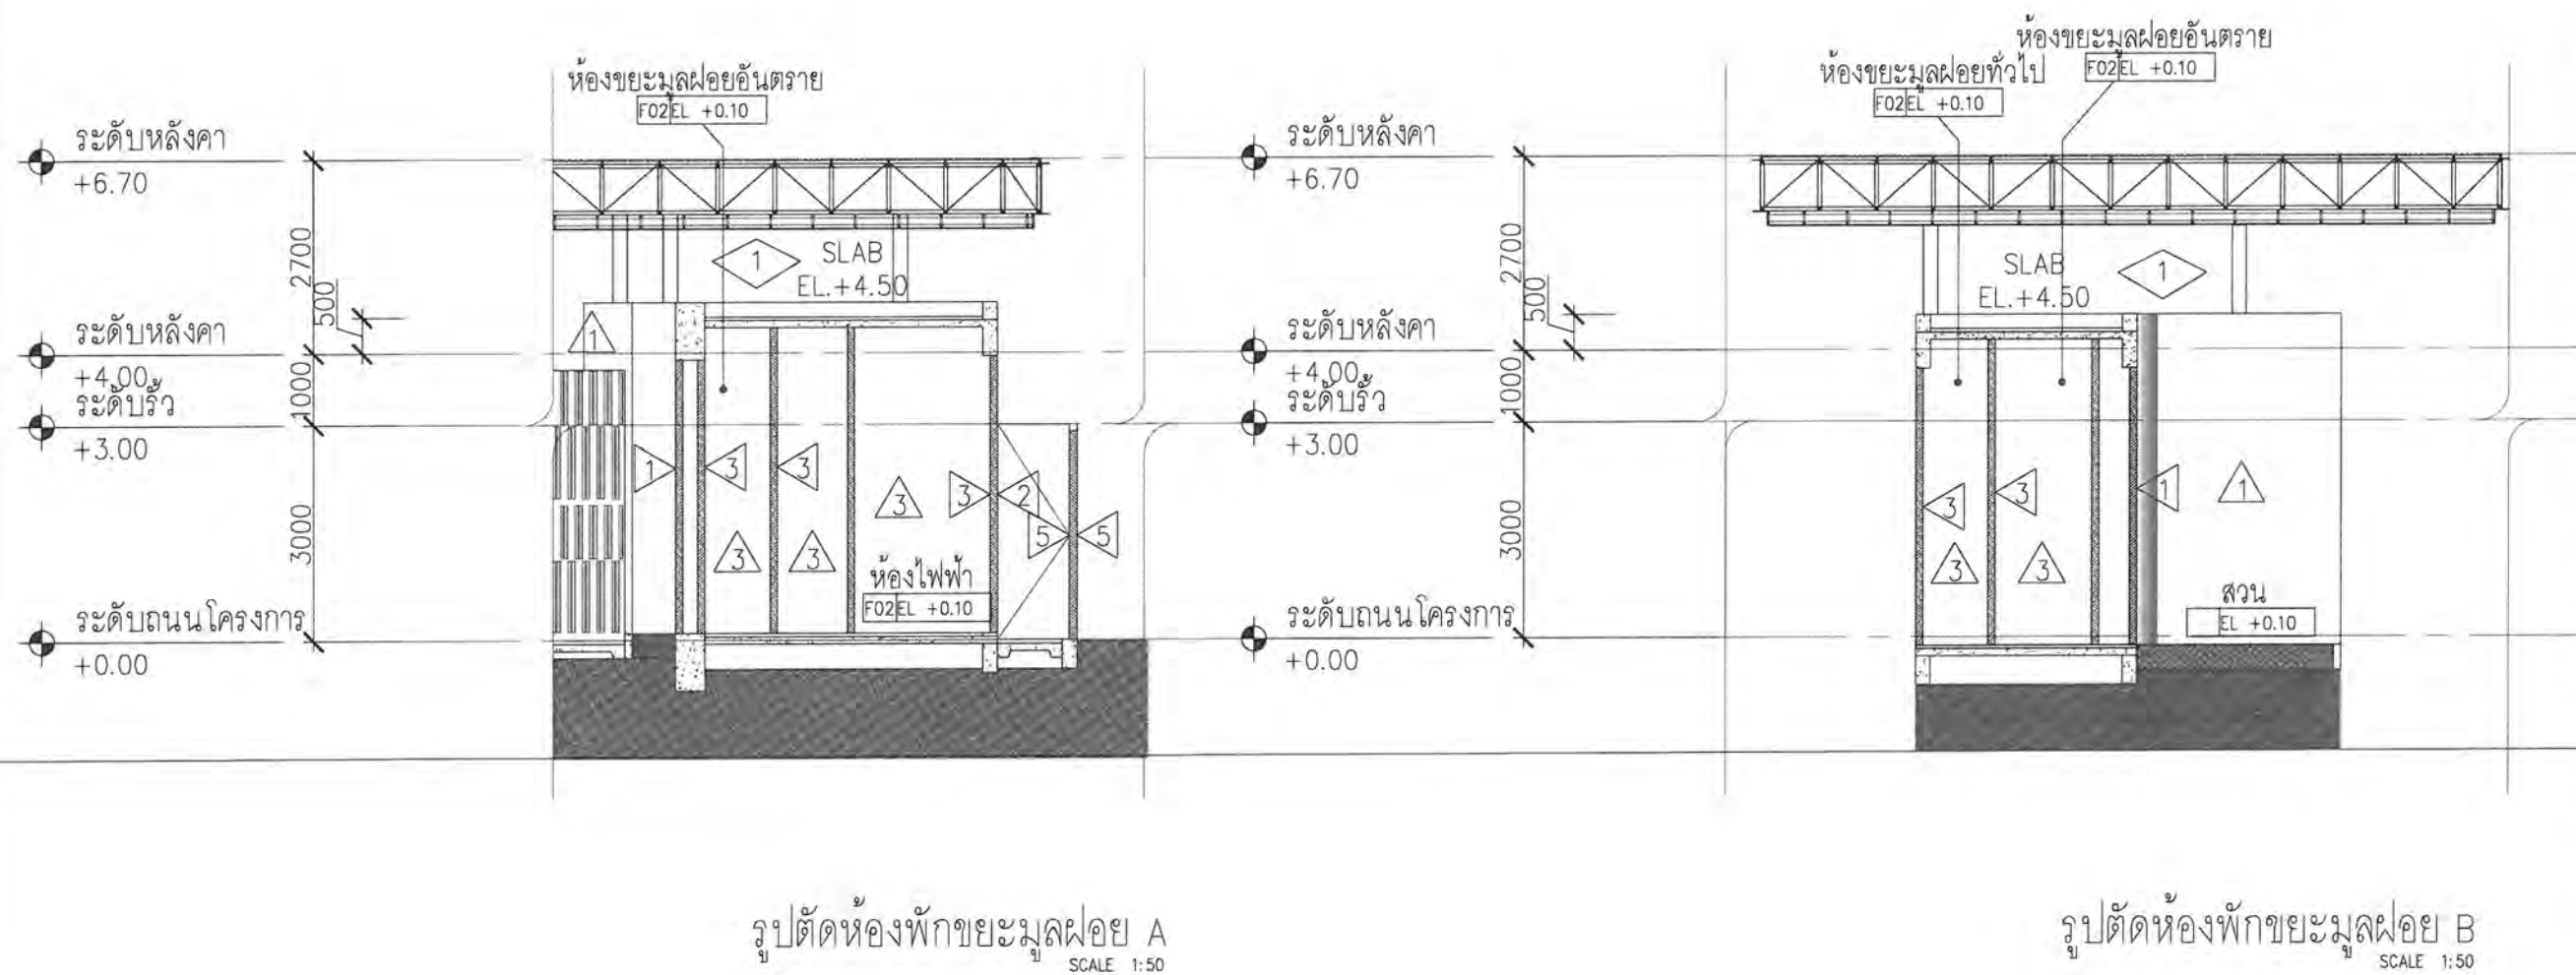 ห้องขยะมูลฝอยอันตราย
F02 EL +0.10
ระดับหลังคา
+6.70
2700
500
1
SLAB
EL.+4.50
ระดับหลังคา
+4.00
1
1000
ระดับรั้ว
+3.00
1
3
3
3
3
2
3
5
5
3000
3
3
ห้องไฟฟ้า
F02 EL +0.10
ระดับถนนโครงการ
+0.00
รูปตัดห้องพักขยะมูลฝอย A
SCALE 1:50
ห้องขยะมูลฝอยอันตราย
F02 EL +0.10
ห้องขยะมูลฝอยทั่วไป
F02 EL +0.10
ระดับหลังคา
+6.70
2700
500
SLAB
EL.+4.50
1
ระดับหลังคา
+4.00
1000
ระดับรั้ว
+3.00
3
3
1
1
3000
3
3
สวน
EL +0.10
ระดับถนนโครงการ
+0.00
รูปตัดห้องพักขยะมูลฝอย B
SCALE 1:50